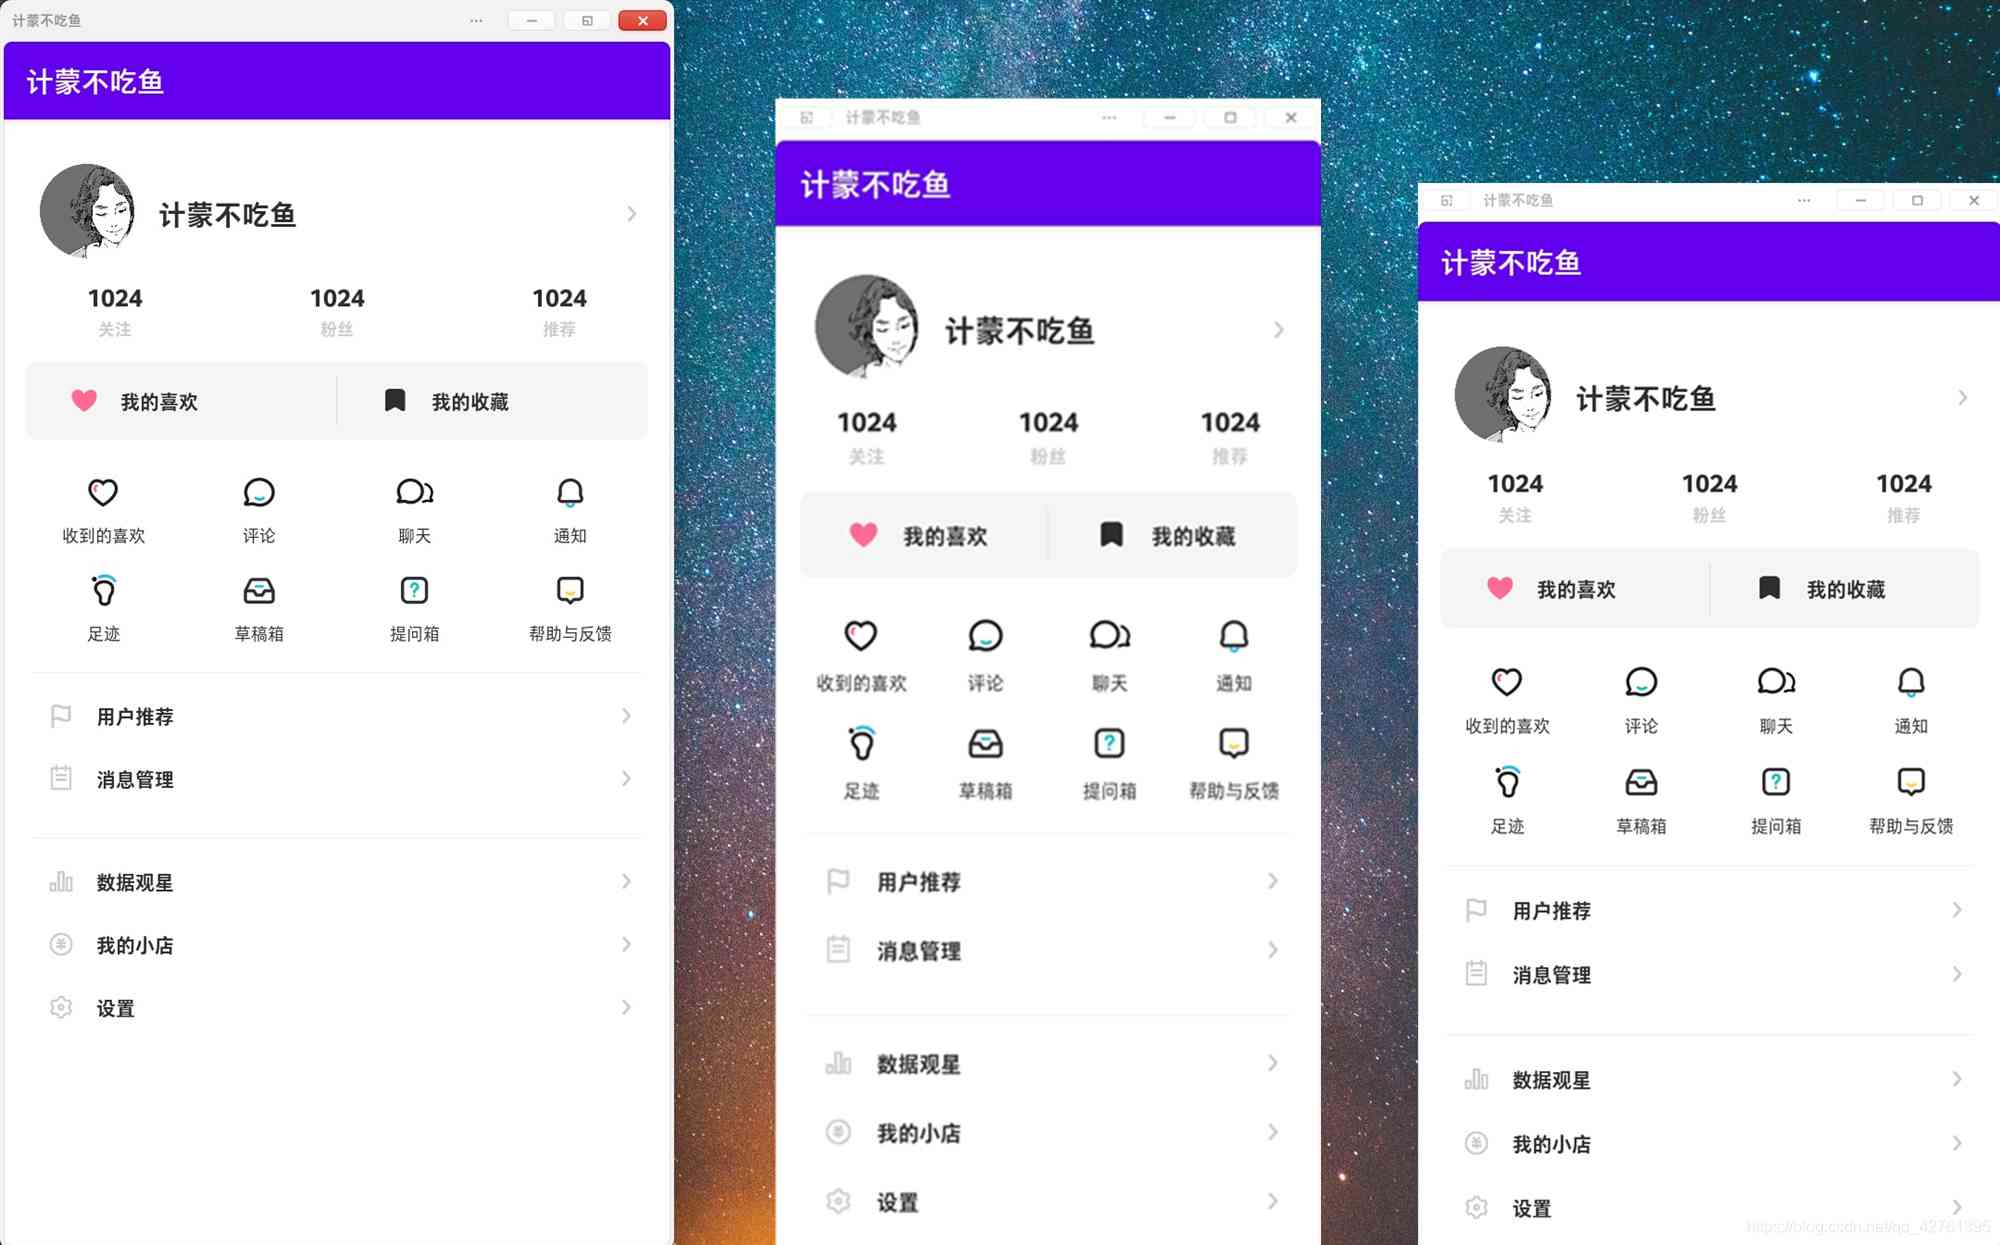 计蒙不吃鱼
计蒙不吃鱼
计蒙不吃鱼
1024 1024 1024
关注 粉丝 推荐
我的喜欢 我的收藏
收到的喜欢 评论 聊天 通知
足迹 草稿箱 提问箱 帮助与反馈
用户推荐
消息管理
数据观星
我的小店
设置
计蒙不吃鱼
计蒙不吃鱼
计蒙不吃鱼
1024 1024 1024
关注 粉丝 推荐
我的喜欢 我的收藏
收到的喜欢 评论 聊天 通知
足迹 草稿箱 提问箱 帮助与反馈
用户推荐
消息管理
数据观星
我的小店
设置
计蒙不吃鱼
计蒙不吃鱼
计蒙不吃鱼
1024 1024 1024
关注 粉丝 推荐
我的喜欢 我的收藏
收到的喜欢 评论 聊天 通知
足迹 草稿箱 提问箱 帮助与反馈
用户推荐
消息管理
数据观星
我的小店
设置
https://blog.csdn.net/qq_42761395